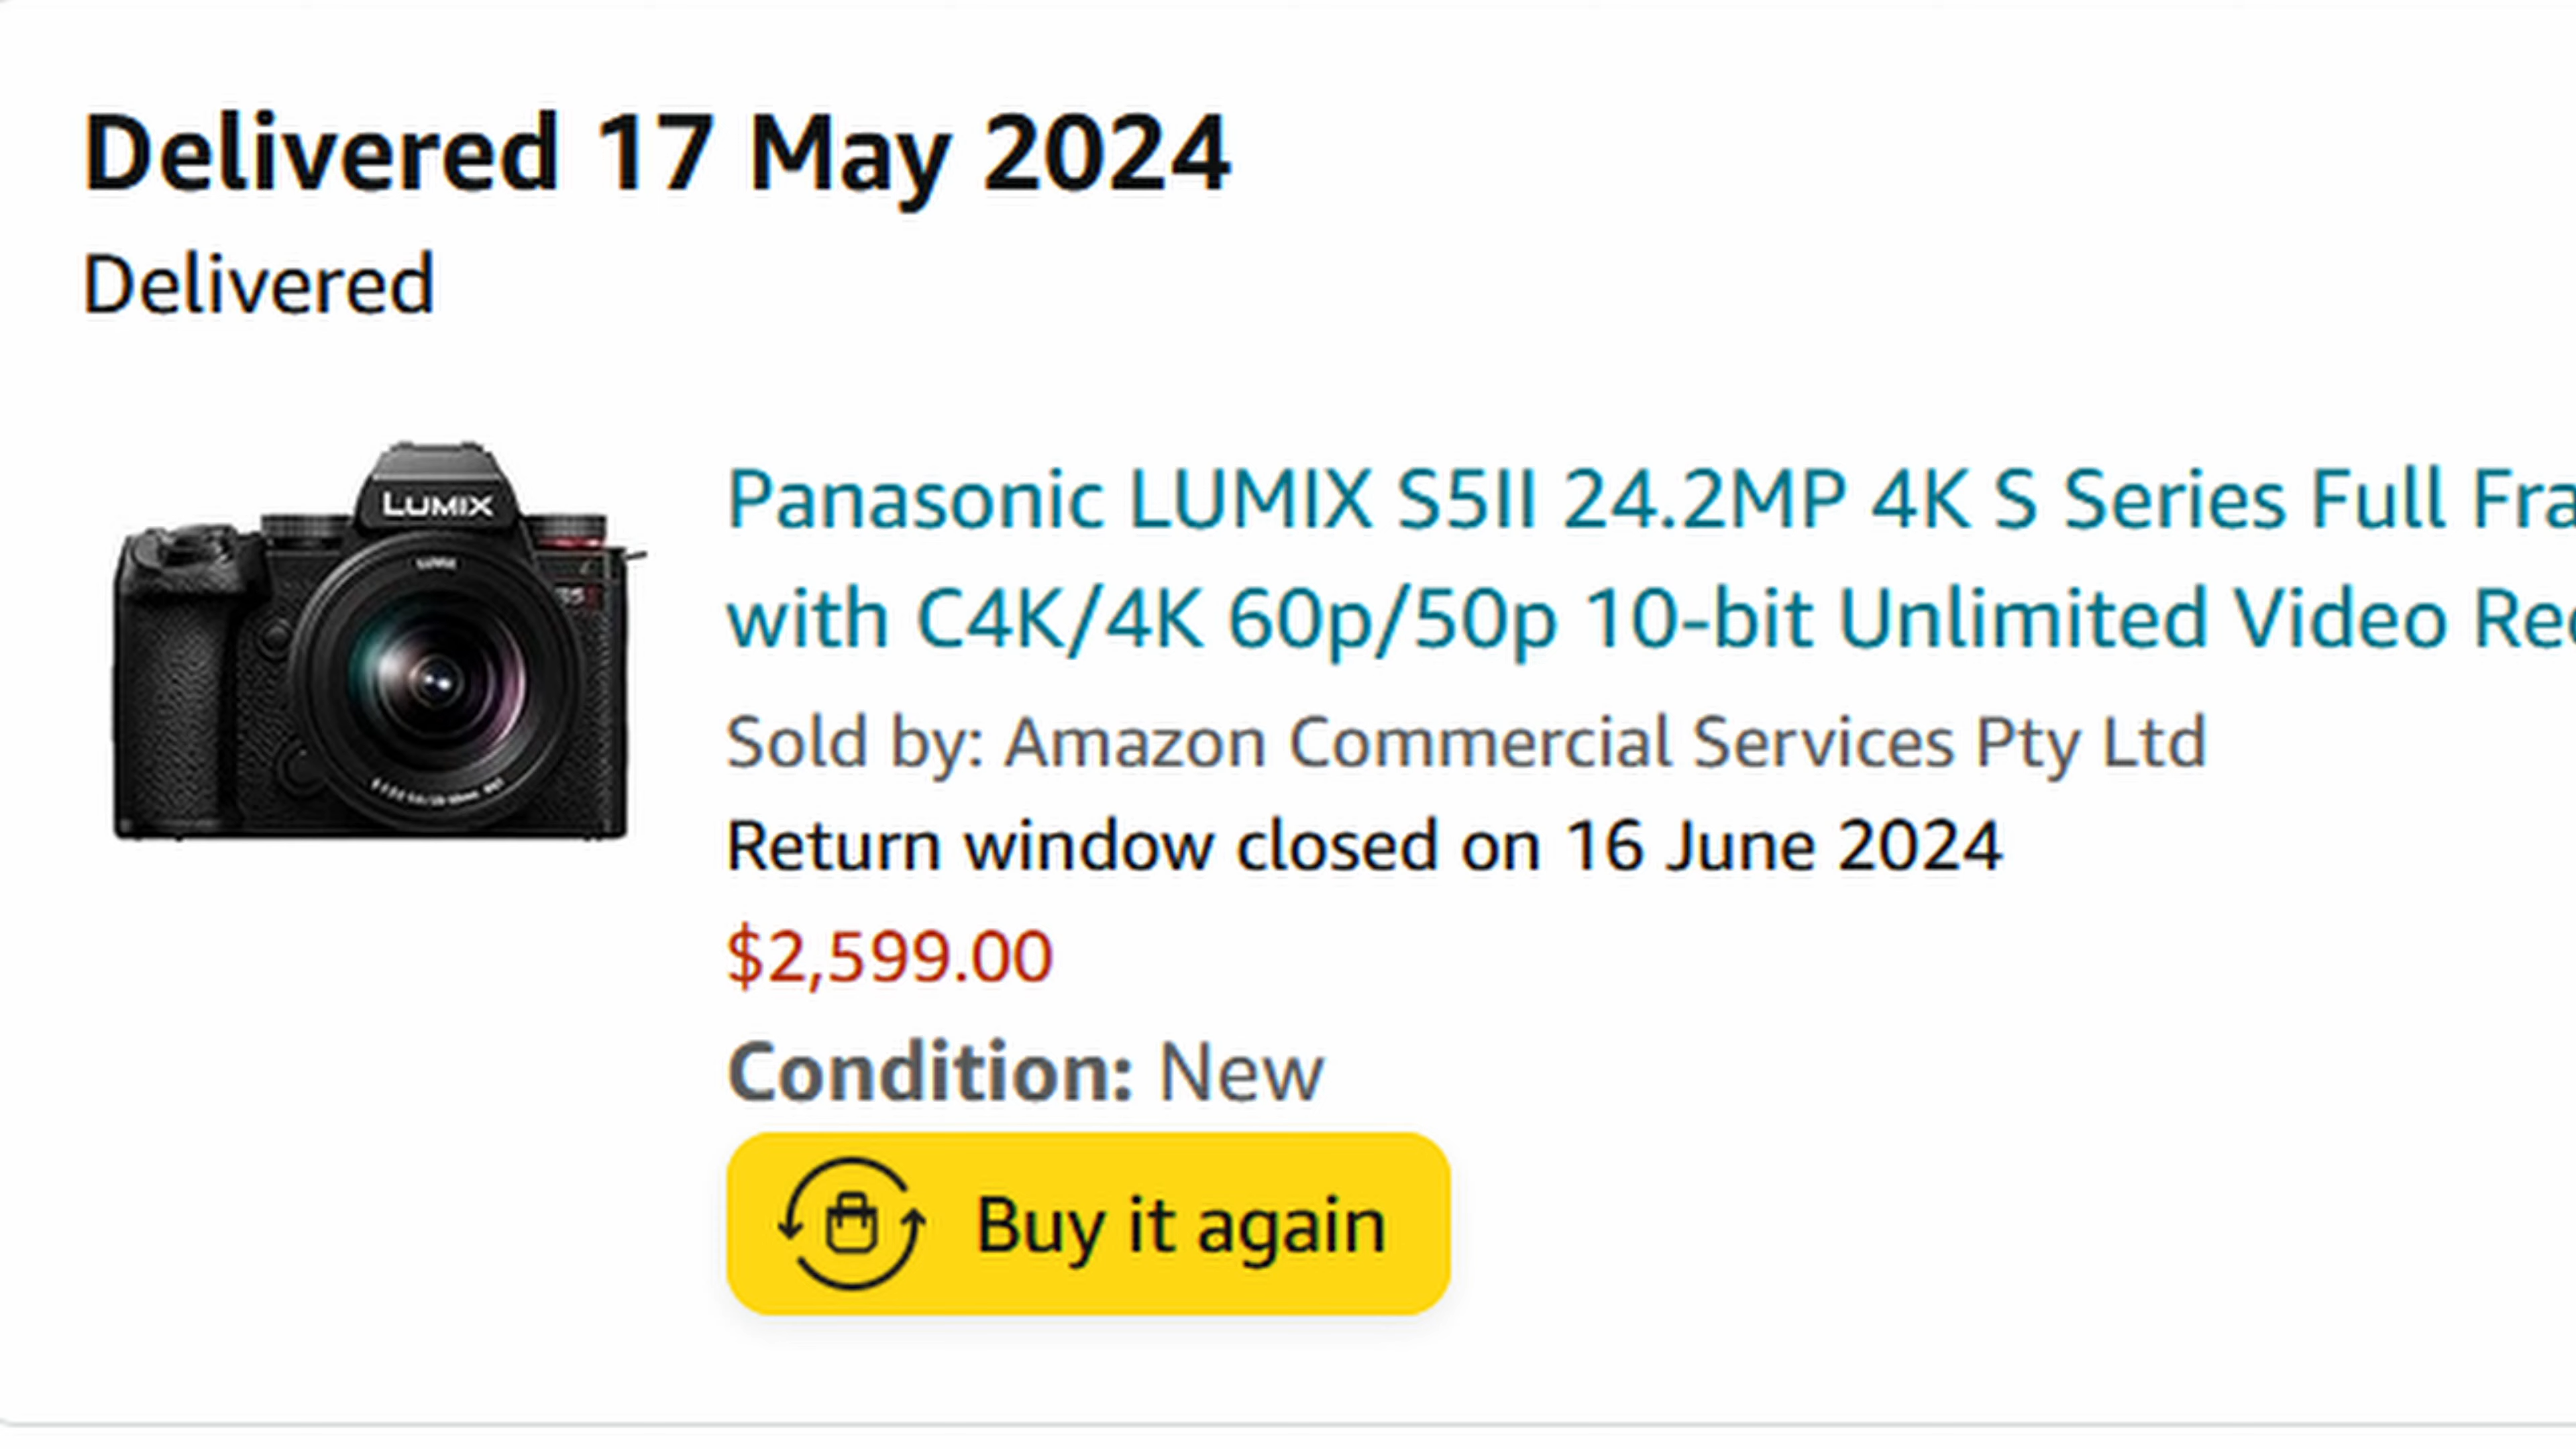 Delivered 17 May 2024
Delivered
LUMIX
Panasonic LUMIX S5II 24.2MP 4K S Series Full
with C4K/4K 60p/50p 10-bit Unlimited Video
Sold by: Amazon Commercial Services Pty Ltd
Return window closed on 16 June 2024
$2,599.00
Condition: New
Buy it again